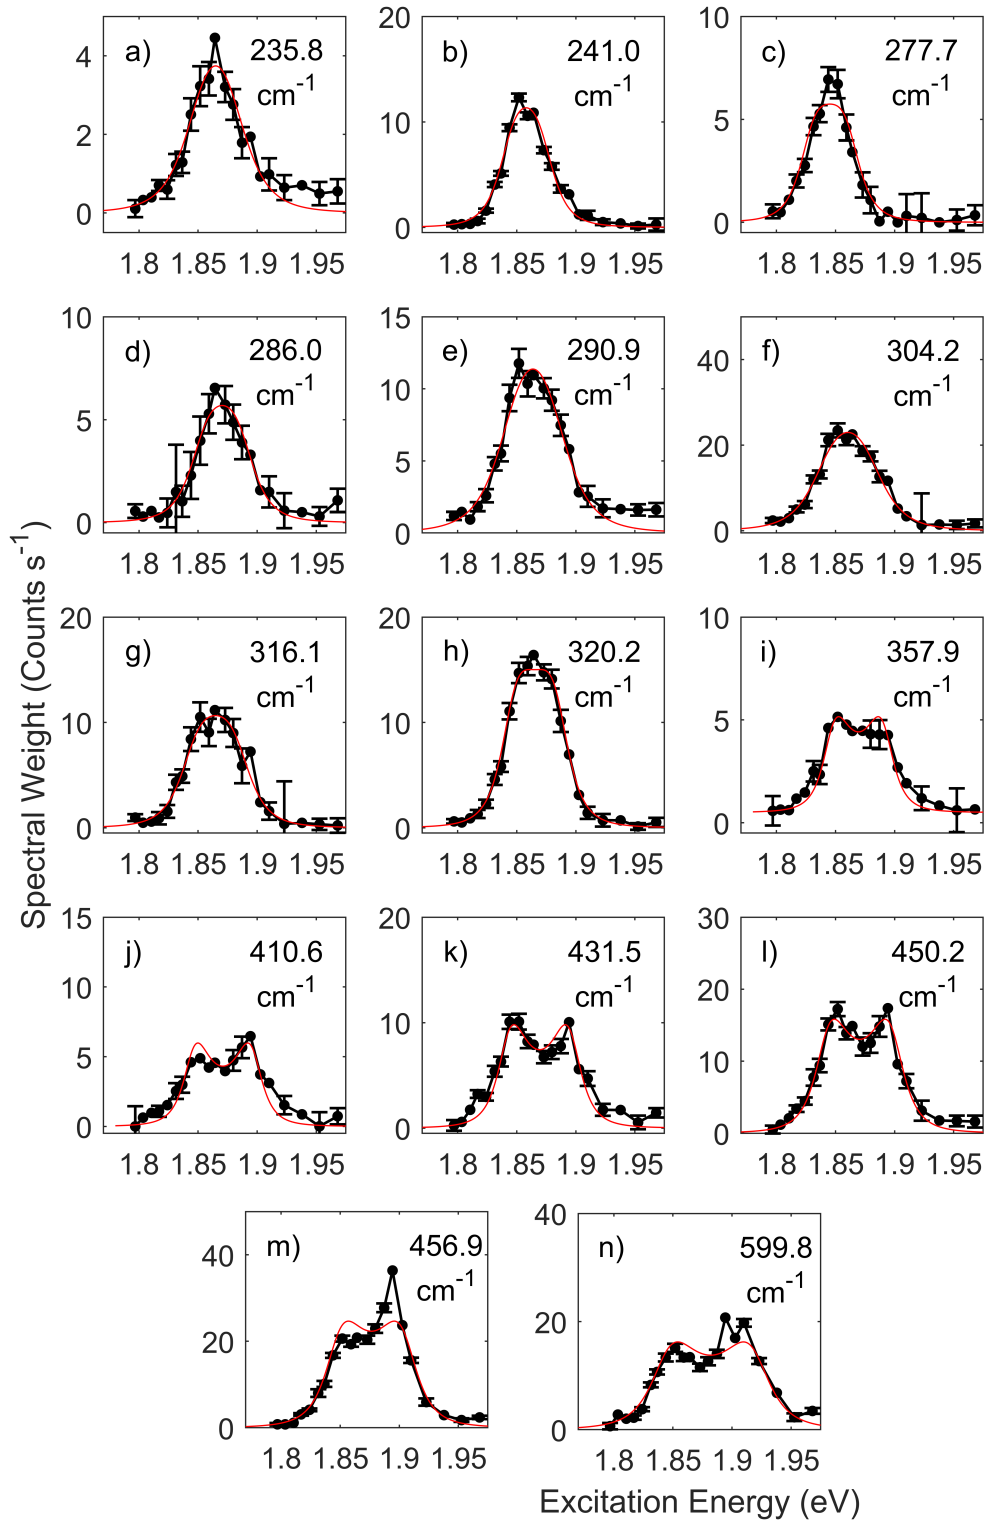 a) 235.8 cm⁻¹
4
2
0
1.8 1.85 1.9 1.95
b) 241.0 cm⁻¹
20
10
0
1.8 1.85 1.9 1.95
c) 277.7 cm⁻¹
10
5
0
1.8 1.85 1.9 1.95
d) 286.0 cm⁻¹
10
5
0
1.8 1.85 1.9 1.95
e) 290.9 cm⁻¹
15
10
5
0
1.8 1.85 1.9 1.95
f) 304.2 cm⁻¹
40
20
0
1.8 1.85 1.9 1.95
Spectral Weight (Counts s⁻¹)
g) 316.1 cm⁻¹
20
10
0
1.8 1.85 1.9 1.95
h) 320.2 cm⁻¹
20
10
0
1.8 1.85 1.9 1.95
i) 357.9 cm⁻¹
10
5
0
1.8 1.85 1.9 1.95
j) 410.6 cm⁻¹
15
10
5
0
1.8 1.85 1.9 1.95
k) 431.5 cm⁻¹
20
10
0
1.8 1.85 1.9 1.95
l) 450.2 cm⁻¹
30
20
10
0
1.8 1.85 1.9 1.95
m) 456.9 cm⁻¹
40
20
0
1.8 1.85 1.9 1.95
n) 599.8 cm⁻¹
40
20
0
1.8 1.85 1.9 1.95
Excitation Energy (eV)